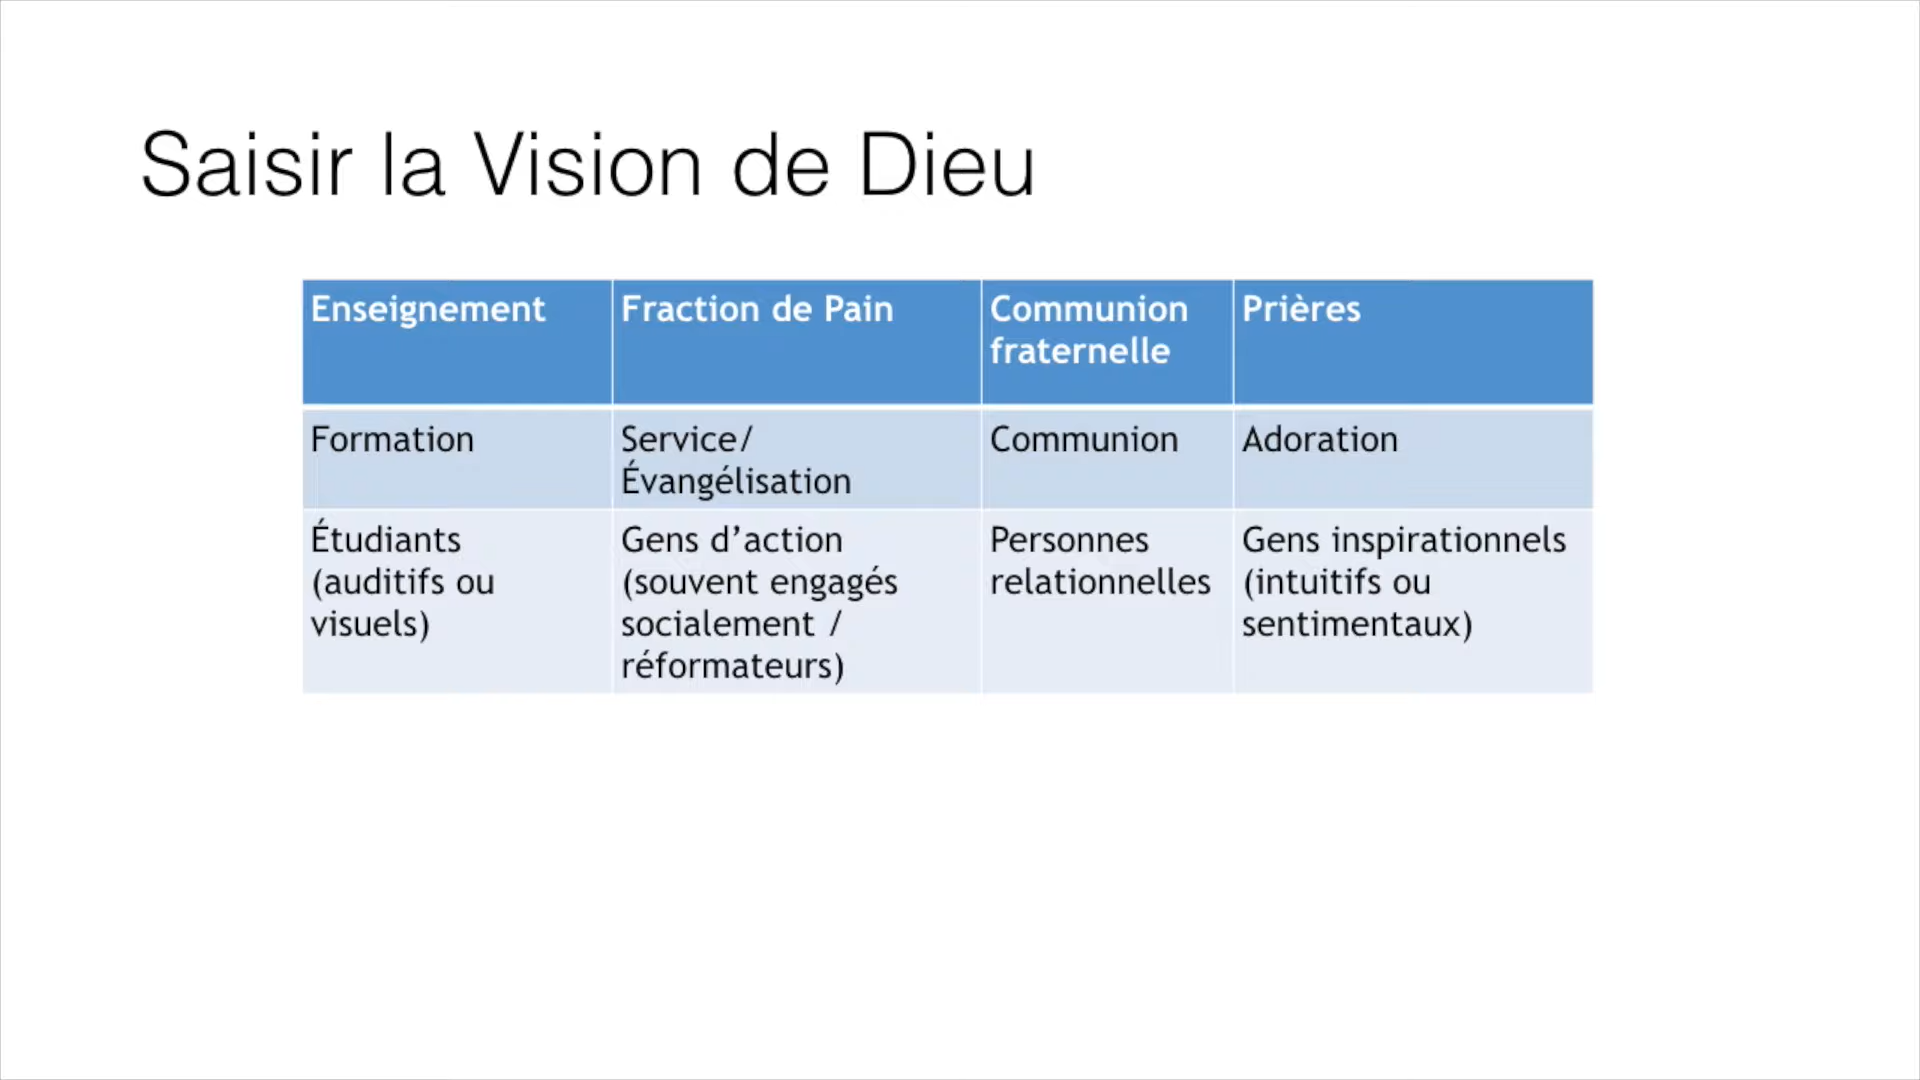 Saisir la Vision de Dieu
Enseignement
Fraction de Pain
Communion
fraternelle
Prières
Formation
Service/
Évangélisation
Communion
Adoration
Étudiants
(auditifs ou
visuels)
Gens d’action
(souvent engagés
socialement /
réformateurs)
Personnes
relationnelles
Gens inspirationnels
(intuitifs ou
sentimentaux)